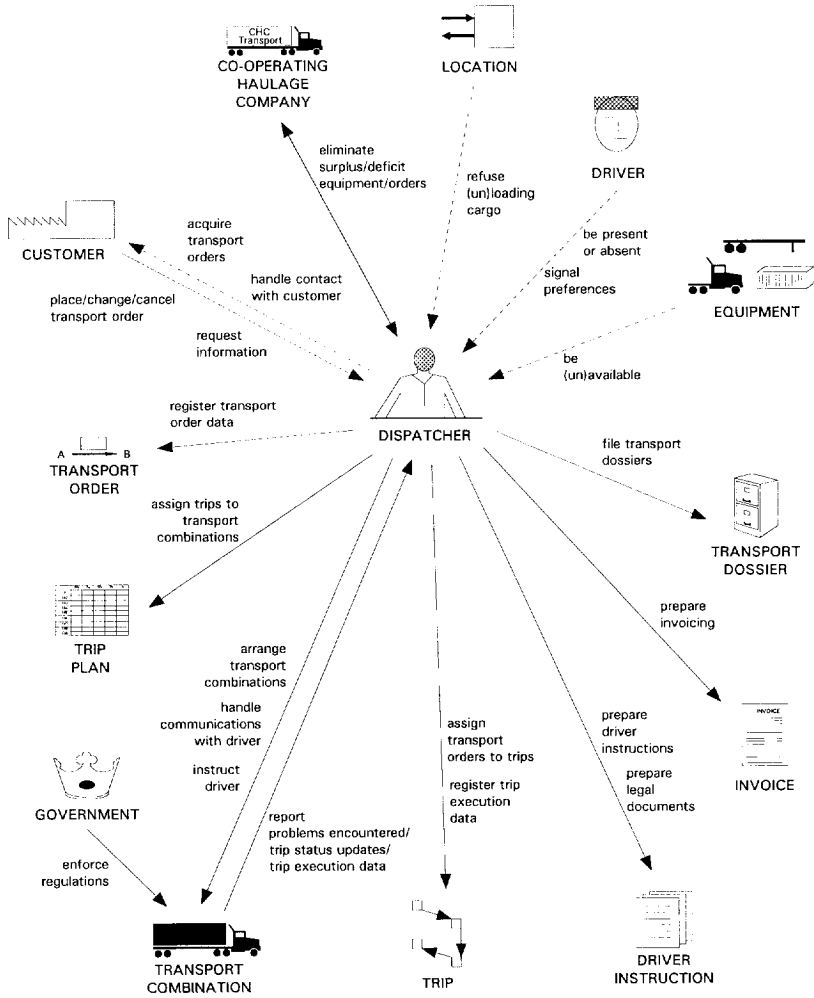 CHC
Transport
CO-OPERATING
HAULAGE
COMPANY
LOCATION
DRIVER
CUSTOMER
EQUIPMENT
eliminate
surplus/deficit
equipment/orders
refuse
(un)loading
cargo
be present
or absent
signal
preferences
acquire
transport
orders
handle contact
with customer
place/change/cancel
transport order
request
information
be
(un)available
DISPATCHER
register transport
order data
A
B
TRANSPORT
ORDER
file transport
dossiers
TRANSPORT
DOSSIER
assign trips to
transport
combinations
TRIP
PLAN
prepare
invoicing
INVOICE
INVOICE
arrange
transport
combinations
handle
communications
with driver
instruct
driver
assign
transport
orders to trips
register trip
execution
data
prepare
driver
instructions
prepare
legal
documents
GOVERNMENT
enforce
regulations
report
problems encountered/
trip status updates/
trip execution data
TRANSPORT
COMBINATION
TRIP
DRIVER
INSTRUCTION